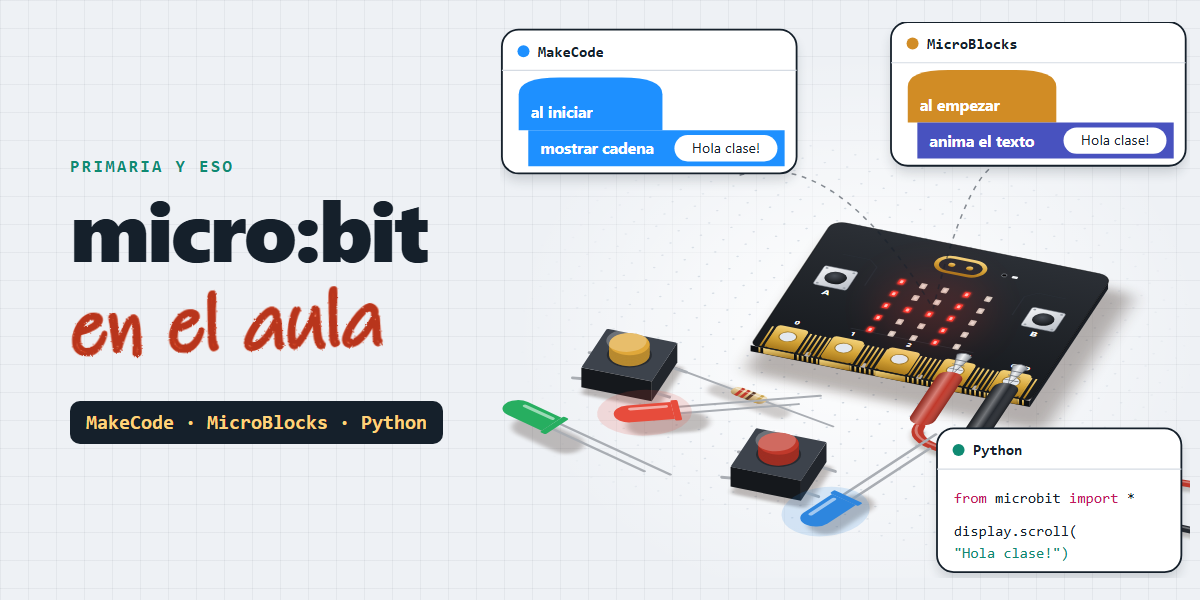 PRIMARIA Y ESO
micro:bit
en el aula
MakeCode · MicroBlocks · Python
MakeCode
al iniciar
mostrar cadena Hola clase!
MicroBlocks
al empezar
anima el texto Hola clase!
A
B
0
1
2
Python
from microbit import *
display.scroll(
"Hola clase!")